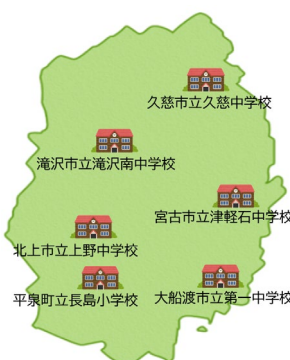 久慈市立久慈中学校
滝沢市立滝沢南中学校
宮古市立津軽石中学校
北上市立上野中学校
平泉町立長島小学校
大船渡市立第一中学校